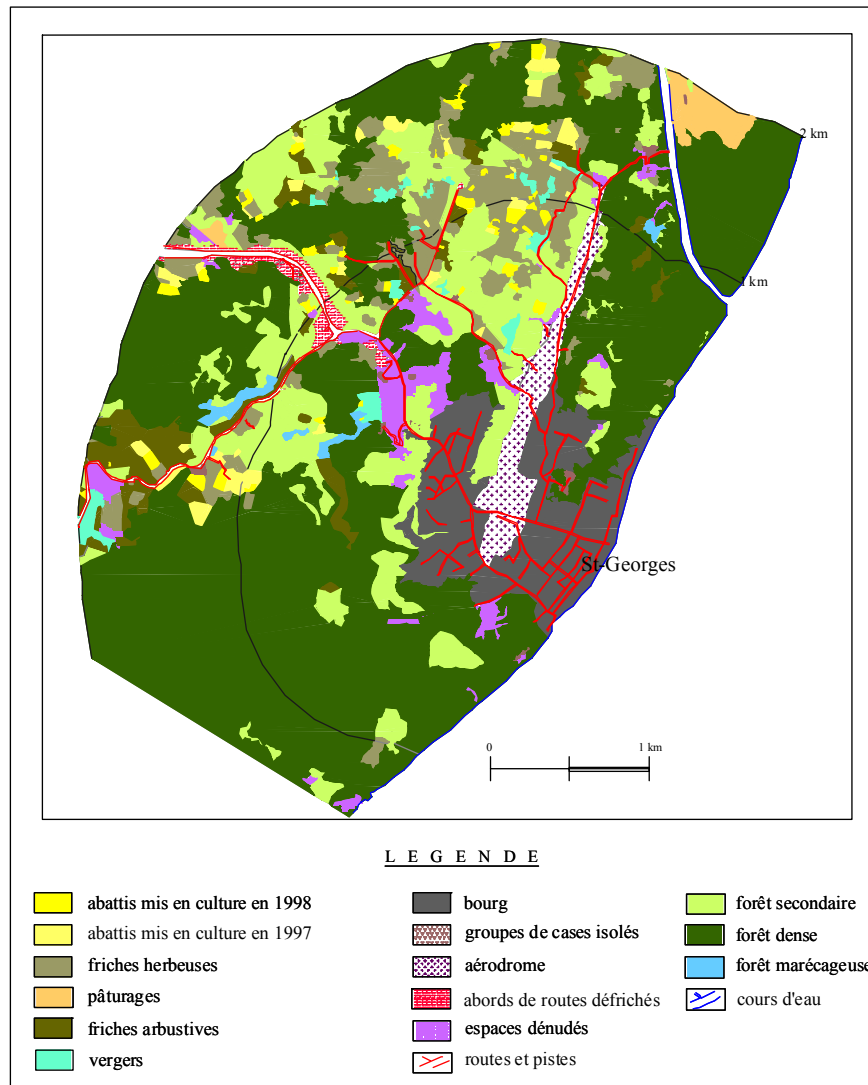 2 km
1 km
St-Georges
0 1 km
L E G E N D E
abattis mis en culture en 1998
abattis mis en culture en 1997
friches herbeuses
pâturages
friches arbustives
vergers
bourg
groupes de cases isolés
aérodrome
abords de routes défrichés
espaces dénudés
routes et pistes
forêt secondaire
forêt dense
forêt marécageuse
cours d'eau